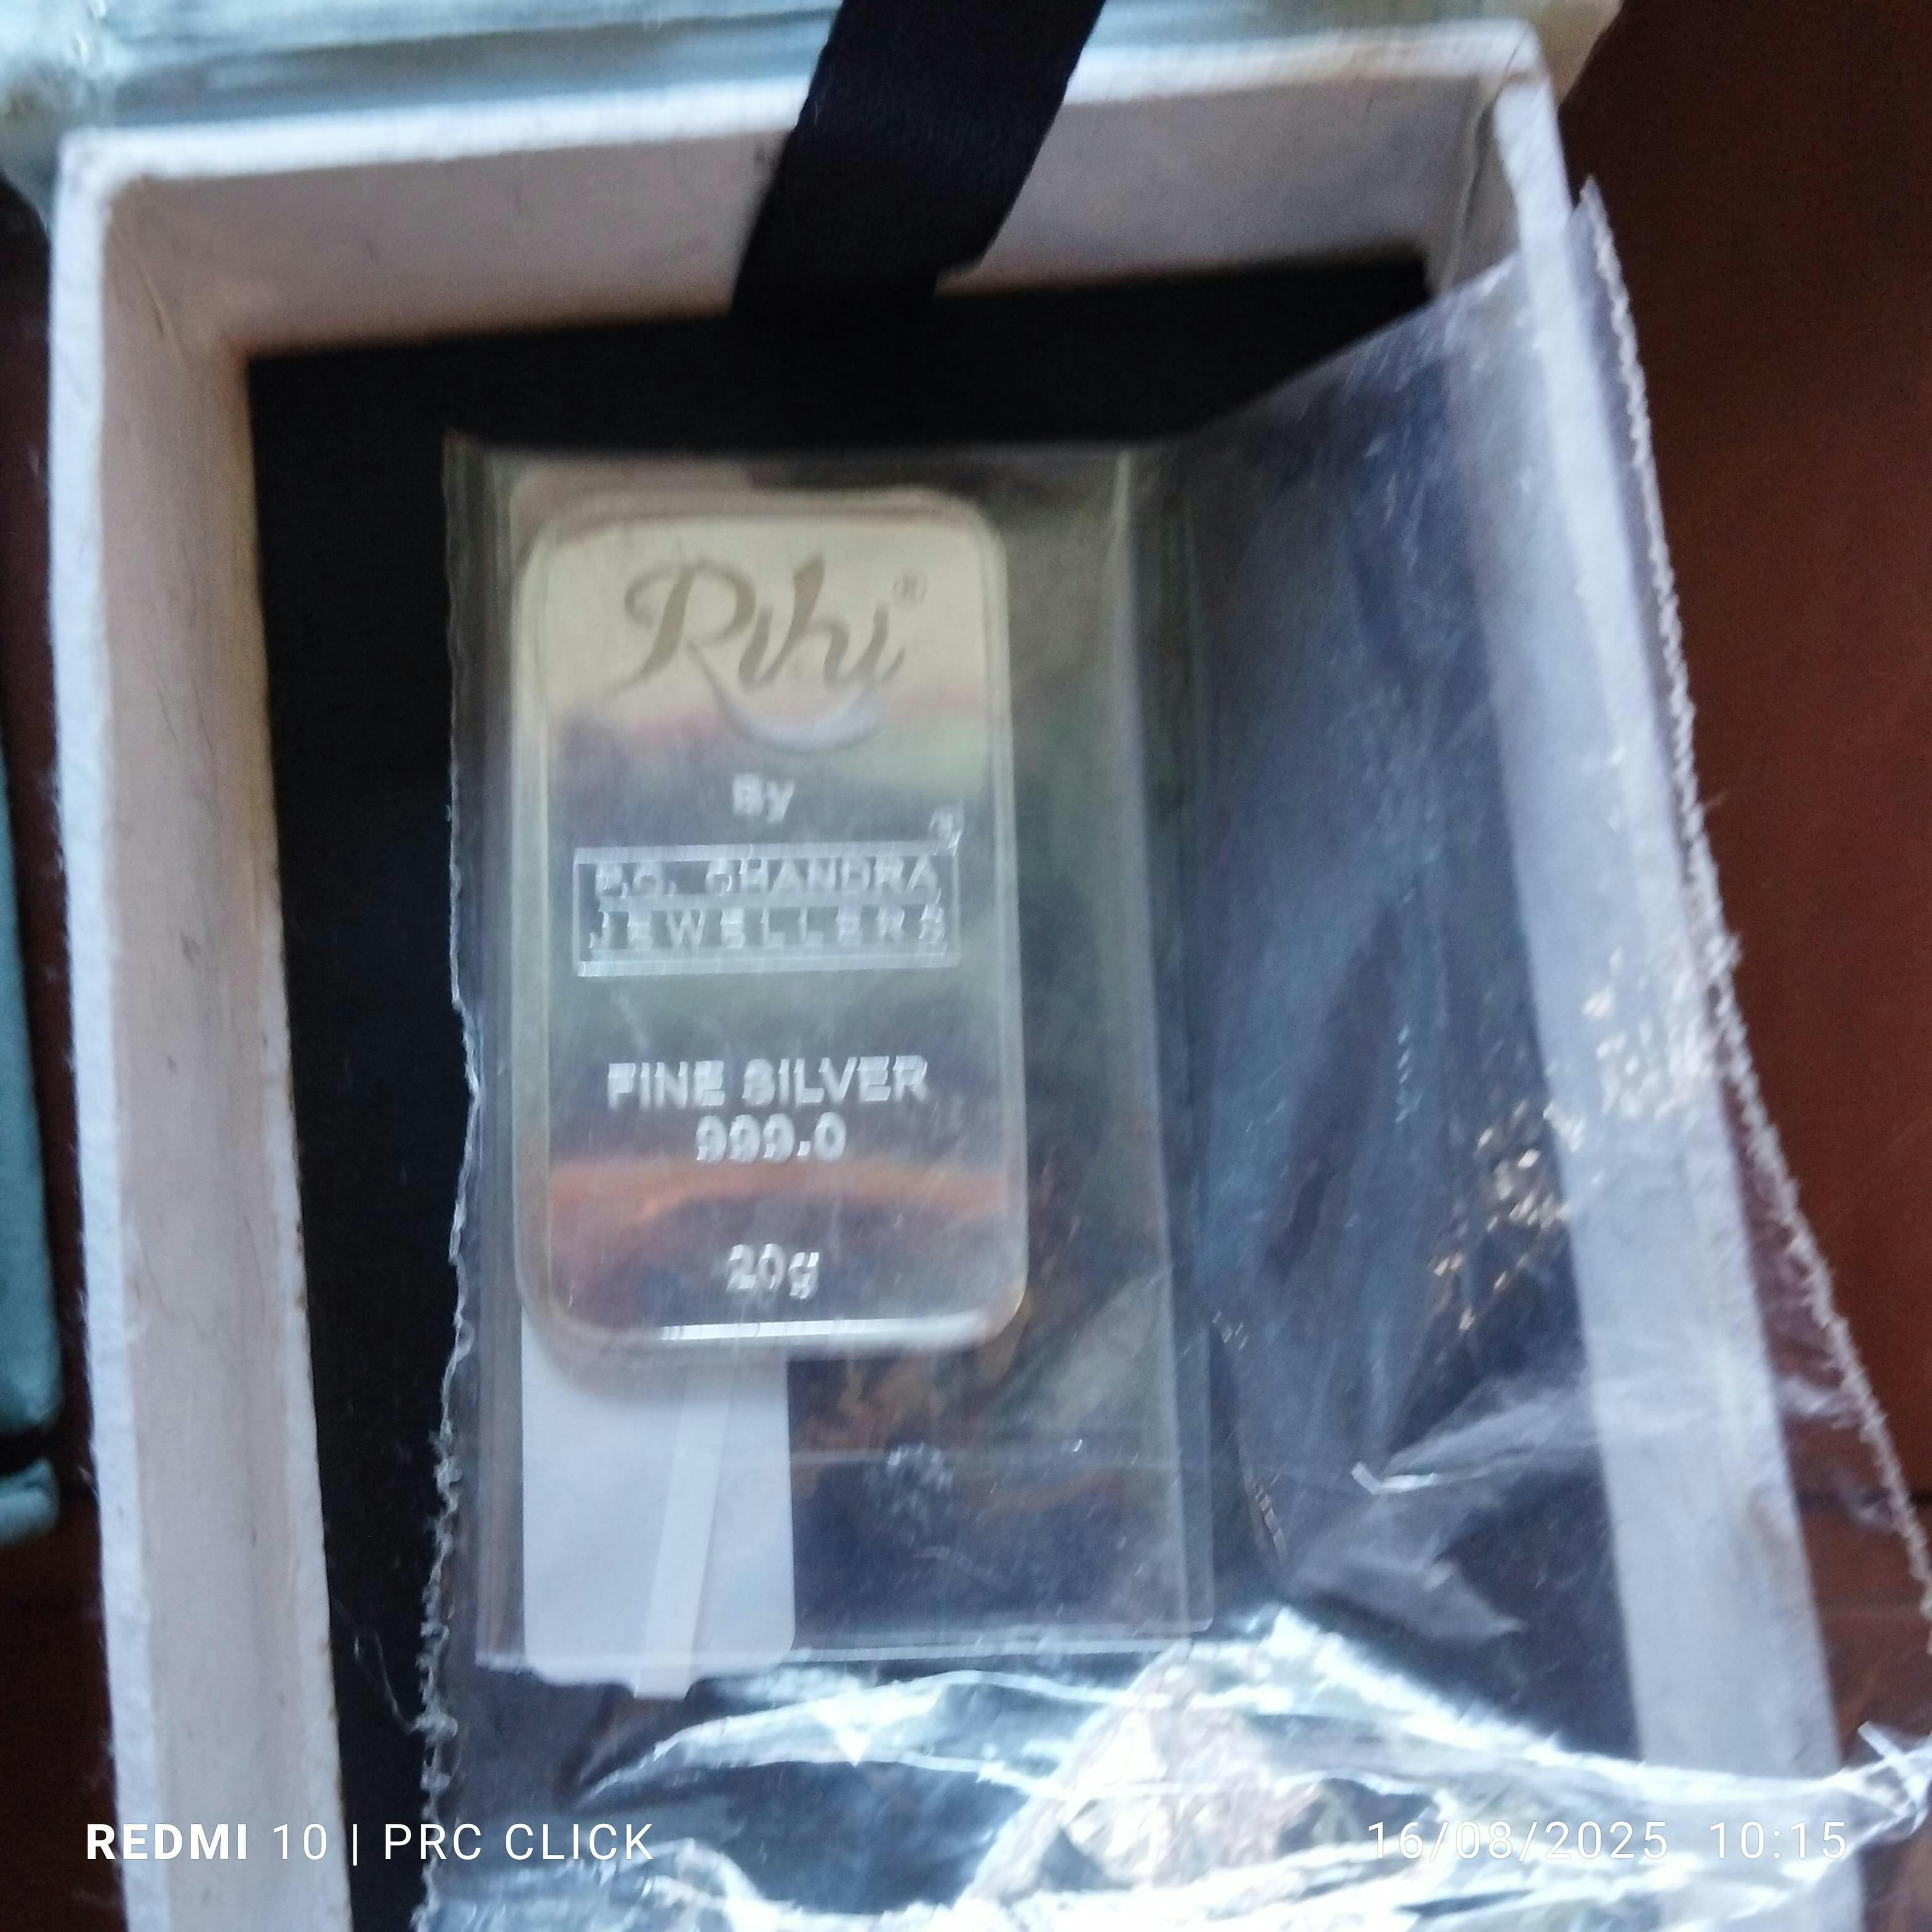 Rihi®
By
P.C. CHANDRA
JEWELLERS
FINE SILVER
999.0
20g
REDMI 10 | PRC CLICK
16/08/2025 10:15